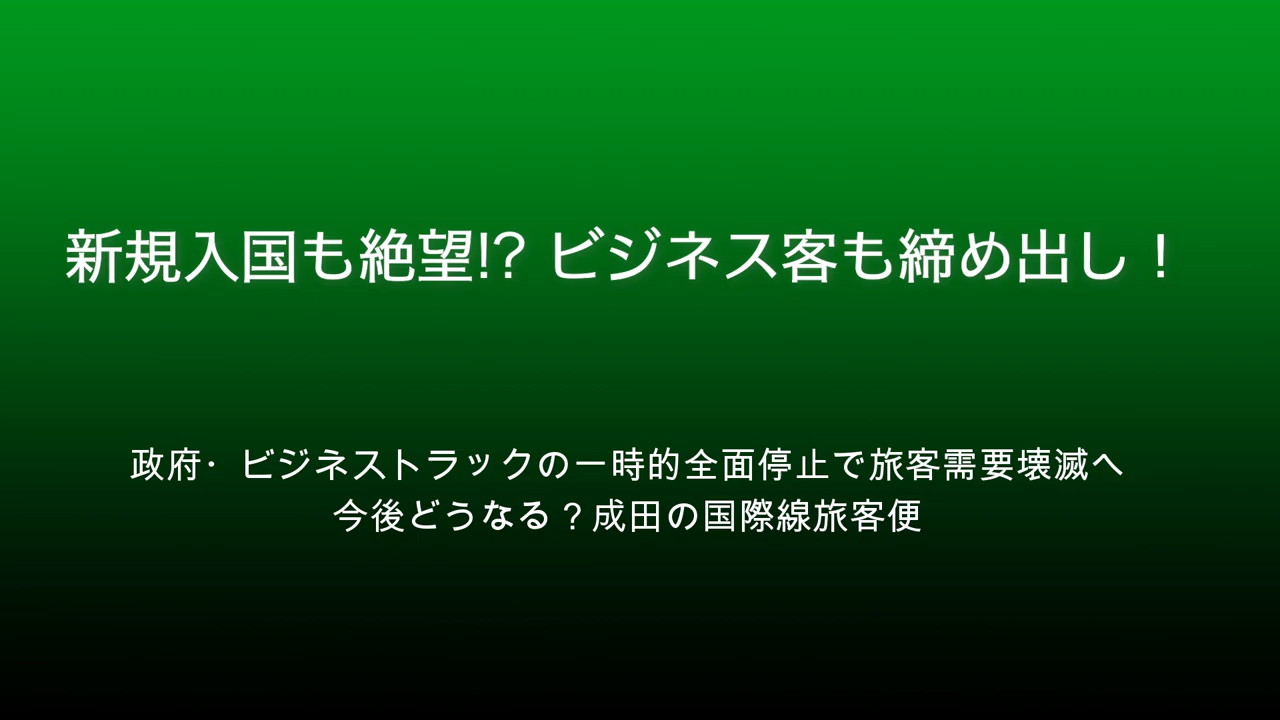 新規入国も絶望!? ビジネス客も締め出し！
政府・ビジネストラックの一時的全面停止で旅客需要壊滅へ
今後どうなる？成田の国際線旅客便